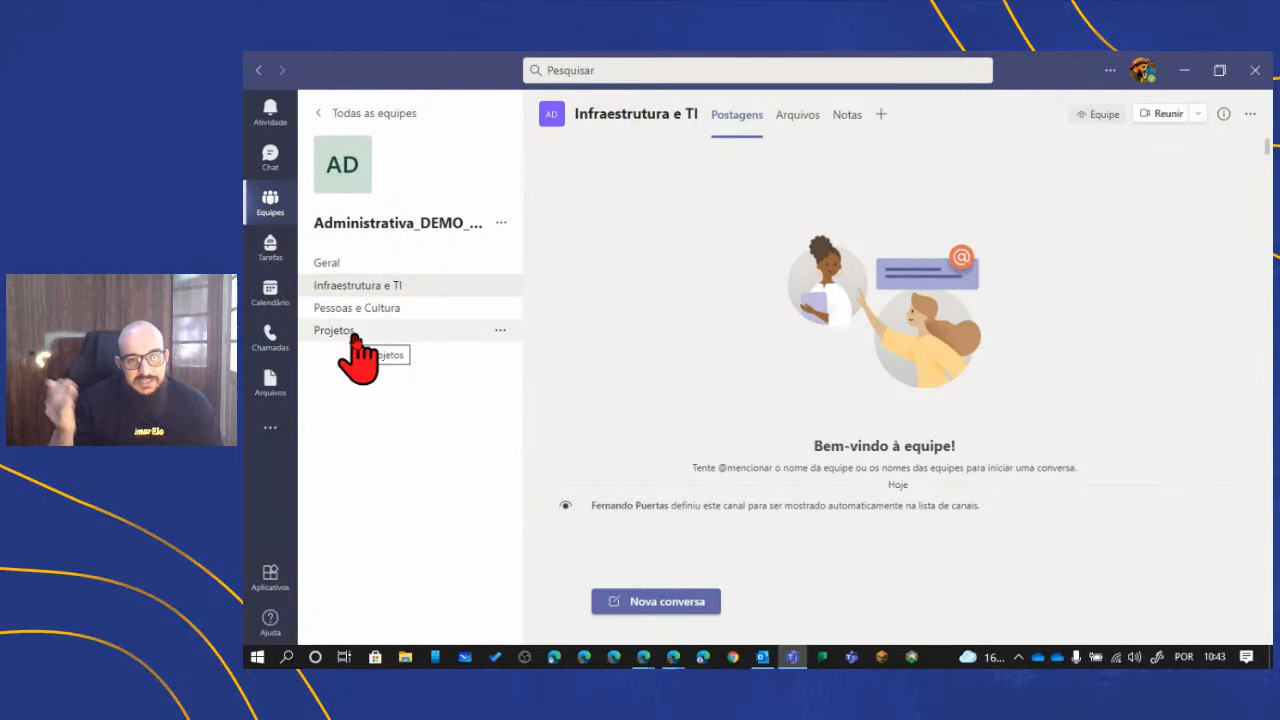 Pesquisar
Atividade
Chat
Equipes
Tarefas
Calendário
Chamadas
Arquivos
Aplicativos
Ajuda
Todas as equipes
AD
Administrativa_DEMO_...
Geral
Infraestrutura e TI
Pessoas e Cultura
Projetos
ojetos
AD
Infraestrutura e TI
Postagens
Arquivos
Notas
Equipe
Reunir
Bem-vindo à equipe!
Tente @mencionar o nome da equipe ou os nomes das equipes para iniciar uma conversa.
Hoje
Fernando Puertas definiu este canal para ser mostrado automaticamente na lista de canais.
Nova conversa
16...
POR
10:43